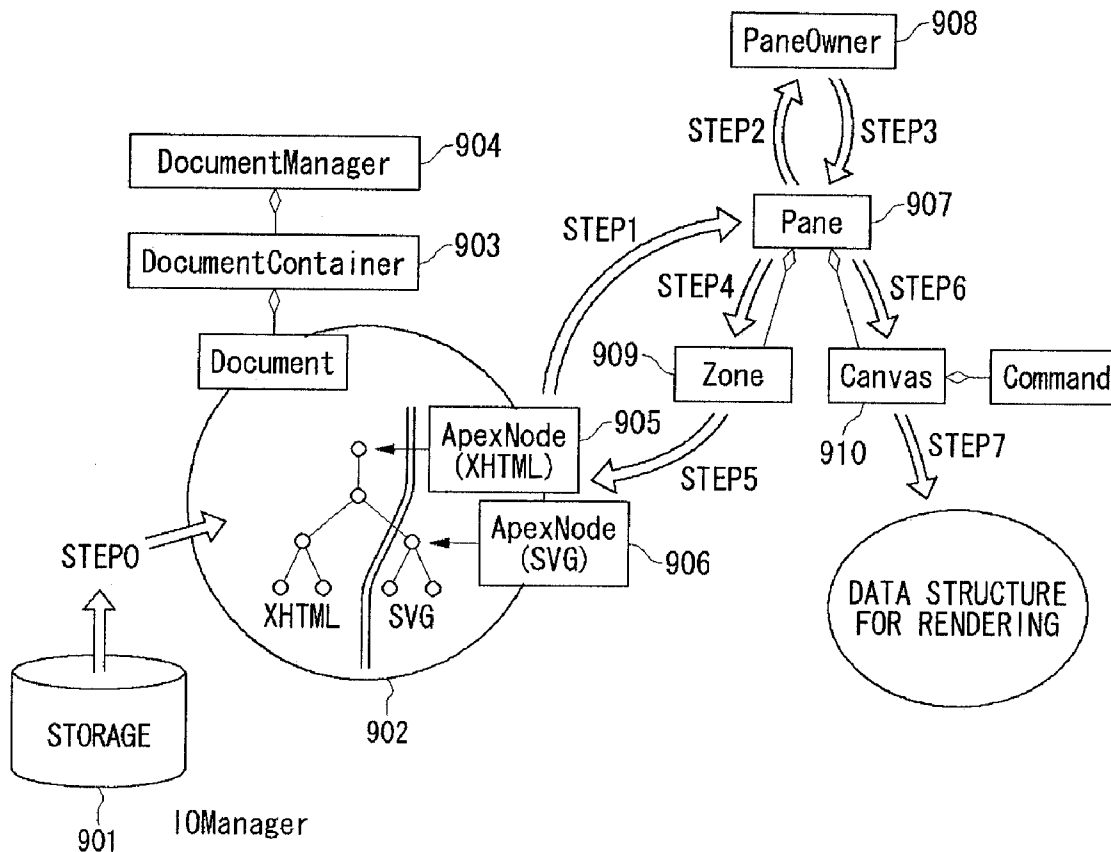 PaneOwner
908
STEP2
STEP3
DocumentManager
904
Pane
907
DocumentContainer
903
STEP1
STEP4
STEP6
Document
909
Zone
Canvas
Command
ApexNode
(XHTML)
905
910
STEP7
STEP5
ApexNode
(SVG)
906
STEP0
XHTML
SVG
DATA STRUCTURE
FOR RENDERING
STORAGE
902
901
IOManager